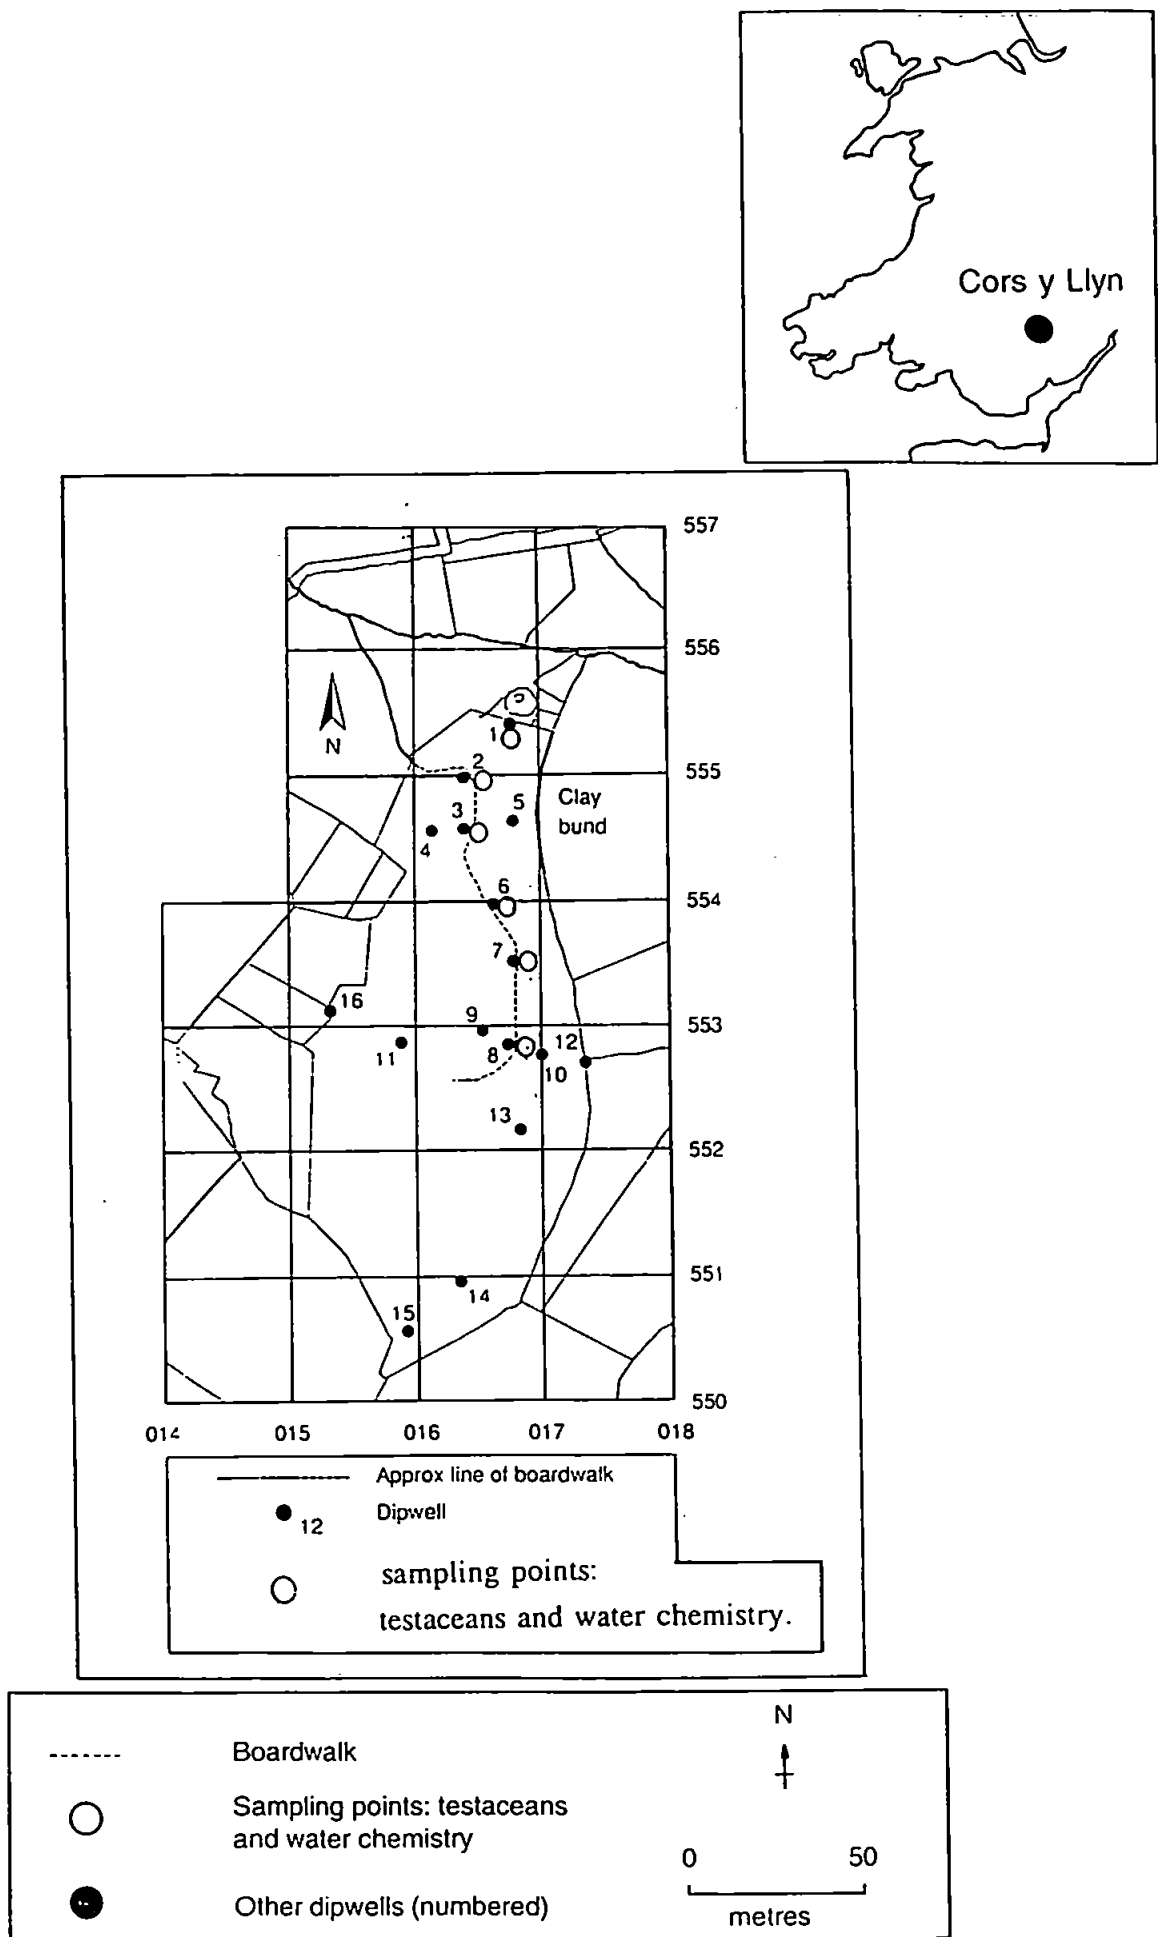 Cors y Llyn
557
556
N
1
2
555
Clay
bund
5
3
4
6
554
7
16
9
553
12
8
11
10
13
552
551
14
15
550
014 015 016 017 018
Approx line of boardwalk
12 Dipwell
sampling points:
testaceans and water chemistry.
N
Boardwalk
Sampling points: testaceans
and water chemistry
0 50
metres
Other dipwells (numbered)